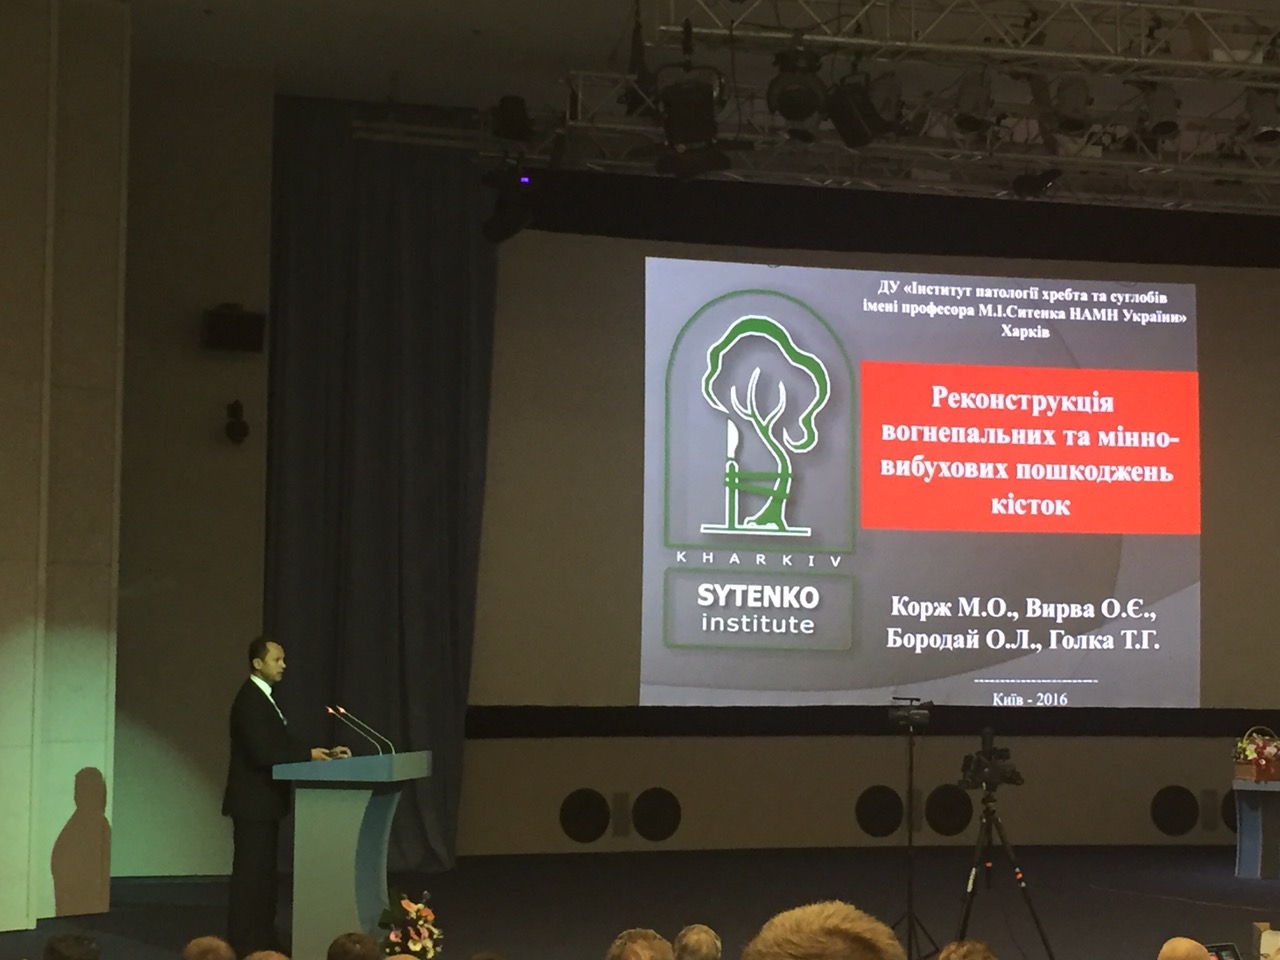 ДУ «Інститут патології хребта та суглобів
імені професора М.І.Ситенка НАМН України»
Харків
Реконструкція
вогнепальних та мінно-
вибухових пошкоджень
кісток
KHARKIV
SYTENKO
institute
Корж М.О., Вирва О.Є.,
Бородай О.Л., Голка Т.Г.
Київ - 2016